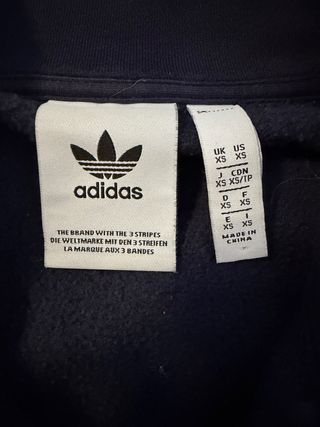 adidas
THE BRAND WITH THE 3 STRIPES
DIE WELTMARKE MIT DEN 3 STREIFEN
LA MARQUE AUX 3 BANDES
UK US
XS XS
J CDN
XS XS/TP
D F
XS XS
E I
XS XS
MADE IN
CHINA